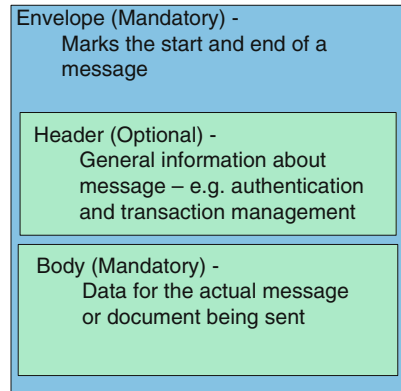 Envelope (Mandatory) -
Marks the start and end of a
message
Header (Optional) -
General information about
message – e.g. authentication
and transaction management
Body (Mandatory) -
Data for the actual message
or document being sent